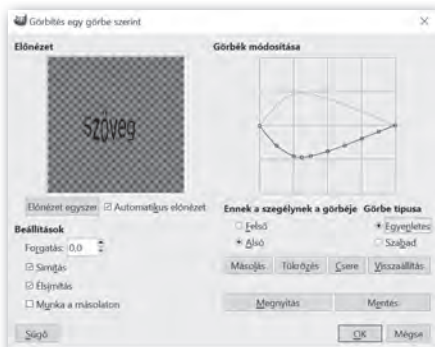 Görbítés egy görbe szerint
Előnézet
Görbék módosítása
szöveg
Előnézet egyszer
Automatikus előnézet
Ennek a szegélynek a görbéje
Görbe típusa
Beállítások
Felső
Egyenletes
Forgatás: 0,0
Alsó
Szabad
Simítás
Másolás
Tükrözés
Csere
Visszaállítás
Élsimítás
Munka a másolaton
Megnyitás
Mentés
Súgó
OK
Mégse